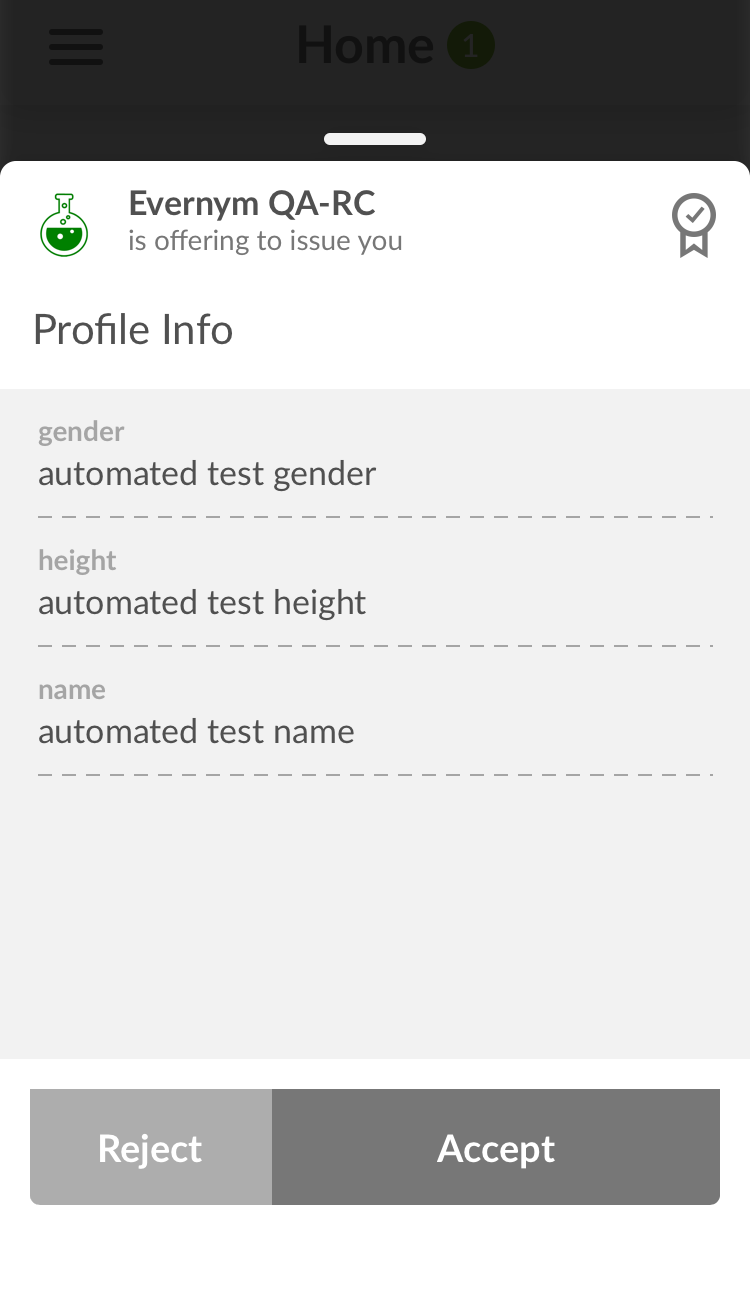 Home 1
Evernym QA-RC
is offering to issue you
Profile Info
gender
automated test gender
height
automated test height
name
automated test name
Reject Accept